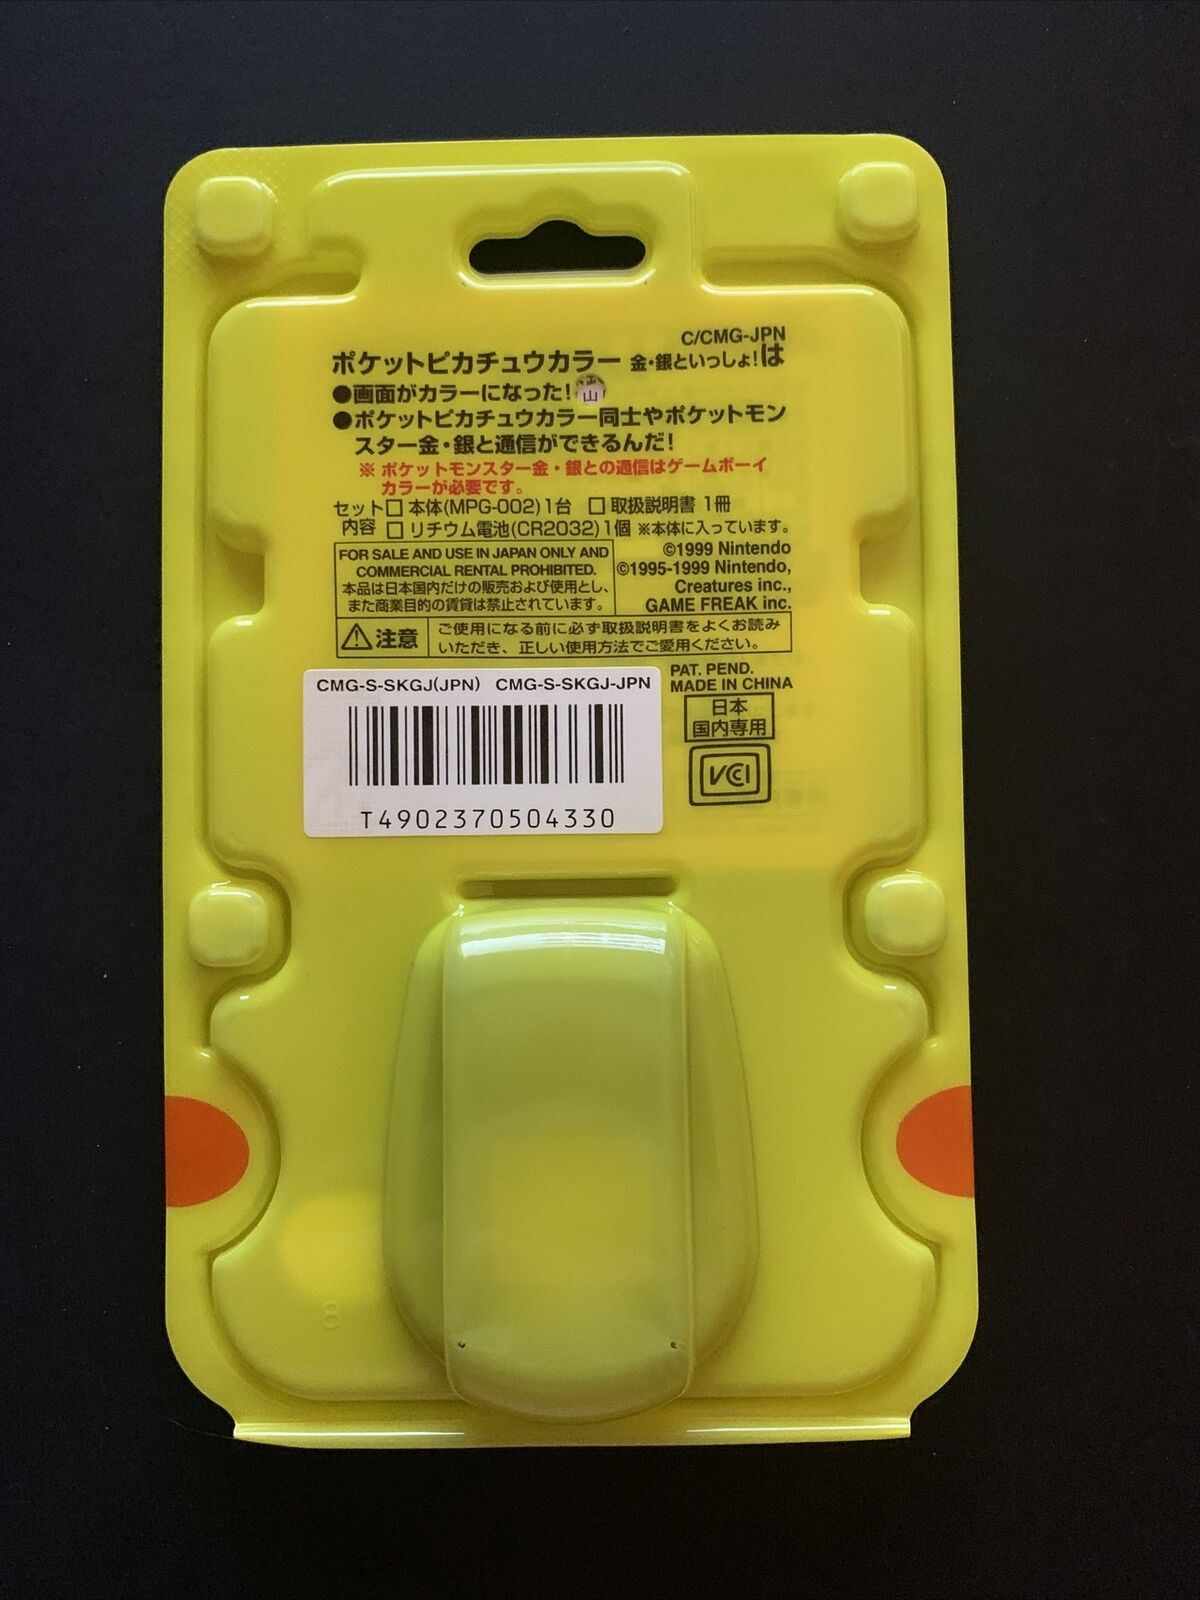 C/CMG-JPN
ポケットピカチュウカラー 金・銀といっしょ!は
●画面がカラーになった! 山
●ポケットピカチュウカラー同士やポケットモン
スター金・銀と通信ができるんだ!
※ ポケットモンスター金・銀との通信はゲームボーイ
カラーが必要です。
セット内容 □ 本体(MPG-002)1台 □ 取扱説明書 1冊
□ リチウム電池(CR2032)1個 ※本体に入っています。
FOR SALE AND USE IN JAPAN ONLY AND
COMMERCIAL RENTAL PROHIBITED.
本品は日本国内だけの販売および使用とし、
また商業目的の賃貸は禁止されています。
©1999 Nintendo
©1995-1999 Nintendo,
Creatures inc.,
GAME FREAK inc.
注意
ご使用になる前に必ず取扱説明書をよくお読み
いただき、正しい使用方法でご愛用ください。
CMG-S-SKGJ(JPN) CMG-S-SKGJ-JPN
T4902370504330
PAT. PEND.
MADE IN CHINA
日本
国内専用
VCCI
8